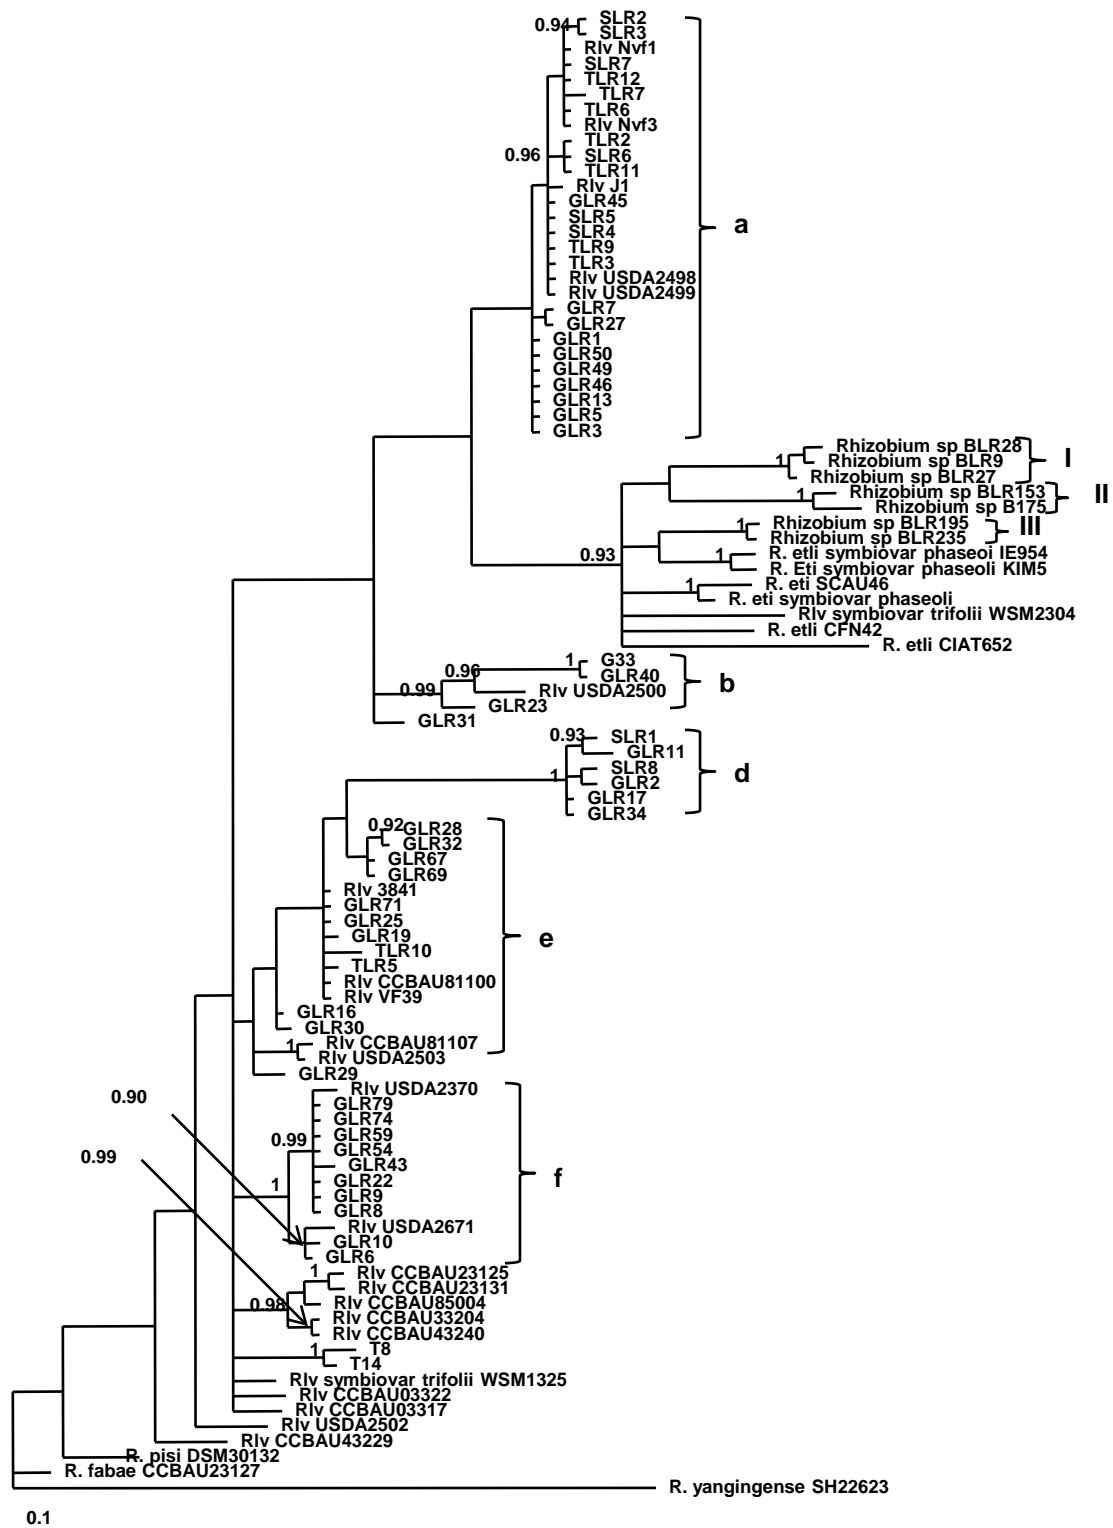 0.94
SLR2
SLR3
Rlv Nvf1
SLR7
TLR12
TLR7
TLR6
Rlv Nvf3
TLR2
0.96
SLR6
TLR11
Rlv J1
GLR45
SLR5
a
SLR4
TLR9
TLR3
Rlv USDA2498
Rlv USDA2499
GLR7
GLR27
GLR1
GLR50
GLR49
GLR46
GLR13
GLR5
GLR3
Rhizobium sp BLR28
1
Rhizobium sp BLR9
I
Rhizobium sp BLR27
1
Rhizobium sp BLR153
II
Rhizobium sp B175
1
Rhizobium sp BLR195
III
Rhizobium sp BLR235
0.93
1
R. etli symbiovar phaseoi IE954
R. Eti symbiovar phaseoli KIM5
1
R. eti SCAU46
R. eti symbiovar phaseoli
Rlv symbiovar trifolii WSM2304
R. etli CFN42
R. etli CIAT652
1
G33
0.96
GLR40
0.99
Rlv USDA2500
b
GLR23
GLR31
0.93
SLR1
GLR11
1
SLR8
d
GLR2
GLR17
GLR34
0.92
GLR28
GLR32
GLR67
GLR69
Rlv 3841
GLR71
GLR25
GLR19
e
TLR10
TLR5
Rlv CCBAU81100
Rlv VF39
GLR16
GLR30
1
Rlv CCBAU81107
Rlv USDA2503
GLR29
0.90
Rlv USDA2370
GLR79
GLR74
GLR59
0.99
GLR54
0.99
GLR43
1
GLR22
f
GLR9
GLR8
Rlv USDA2671
GLR10
GLR6
1
Rlv CCBAU23125
Rlv CCBAU23131
0.98
Rlv CCBAU85004
Rlv CCBAU33204
Rlv CCBAU43240
1
T8
T14
Rlv symbiovar trifolii WSM1325
Rlv CCBAU03322
Rlv CCBAU03317
Rlv USDA2502
Rlv CCBAU43229
R. pisi DSM30132
R. fabae CCBAU23127
R. yangingense SH22623
0.1